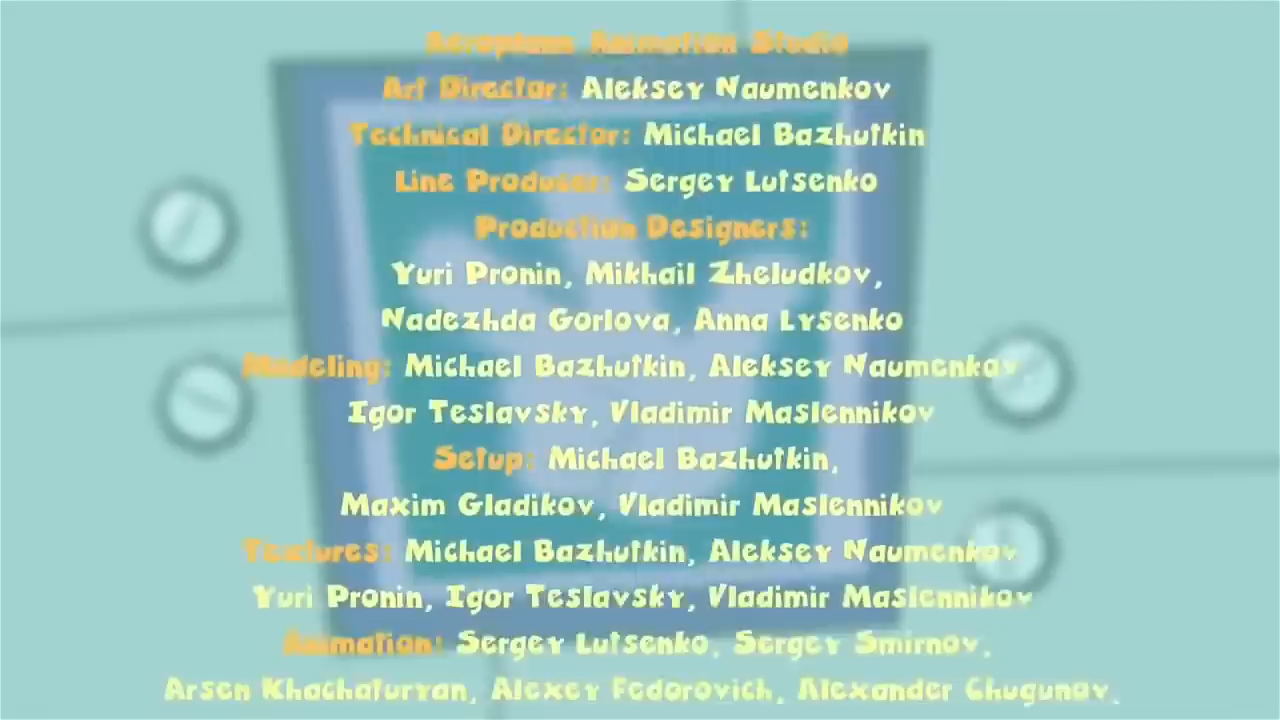 Aeroplane Animation Studio
Art Director: Aleksey Naumenkov
Technical Director: Michael Bazhutkin
Line Producer: Sergey Lutsenko
Production Designers:
Yuri Pronin, Mikhail Zheludkov,
Nadezhda Gorlova, Anna Lysenko
Modeling: Michael Bazhutkin, Aleksey Naumenkov
Igor Teslavsky, Vladimir Maslennikov
Setup: Michael Bazhutkin,
Maxim Gladikov, Vladimir Maslennikov
Textures: Michael Bazhutkin, Aleksey Naumenkov
Yuri Pronin, Igor Teslavsky, Vladimir Maslennikov
Animation: Sergey Lutsenko, Sergey Smirnov,
Arsen Khachaturyan, Alexey Fedorovich, Alexander Chugunov,